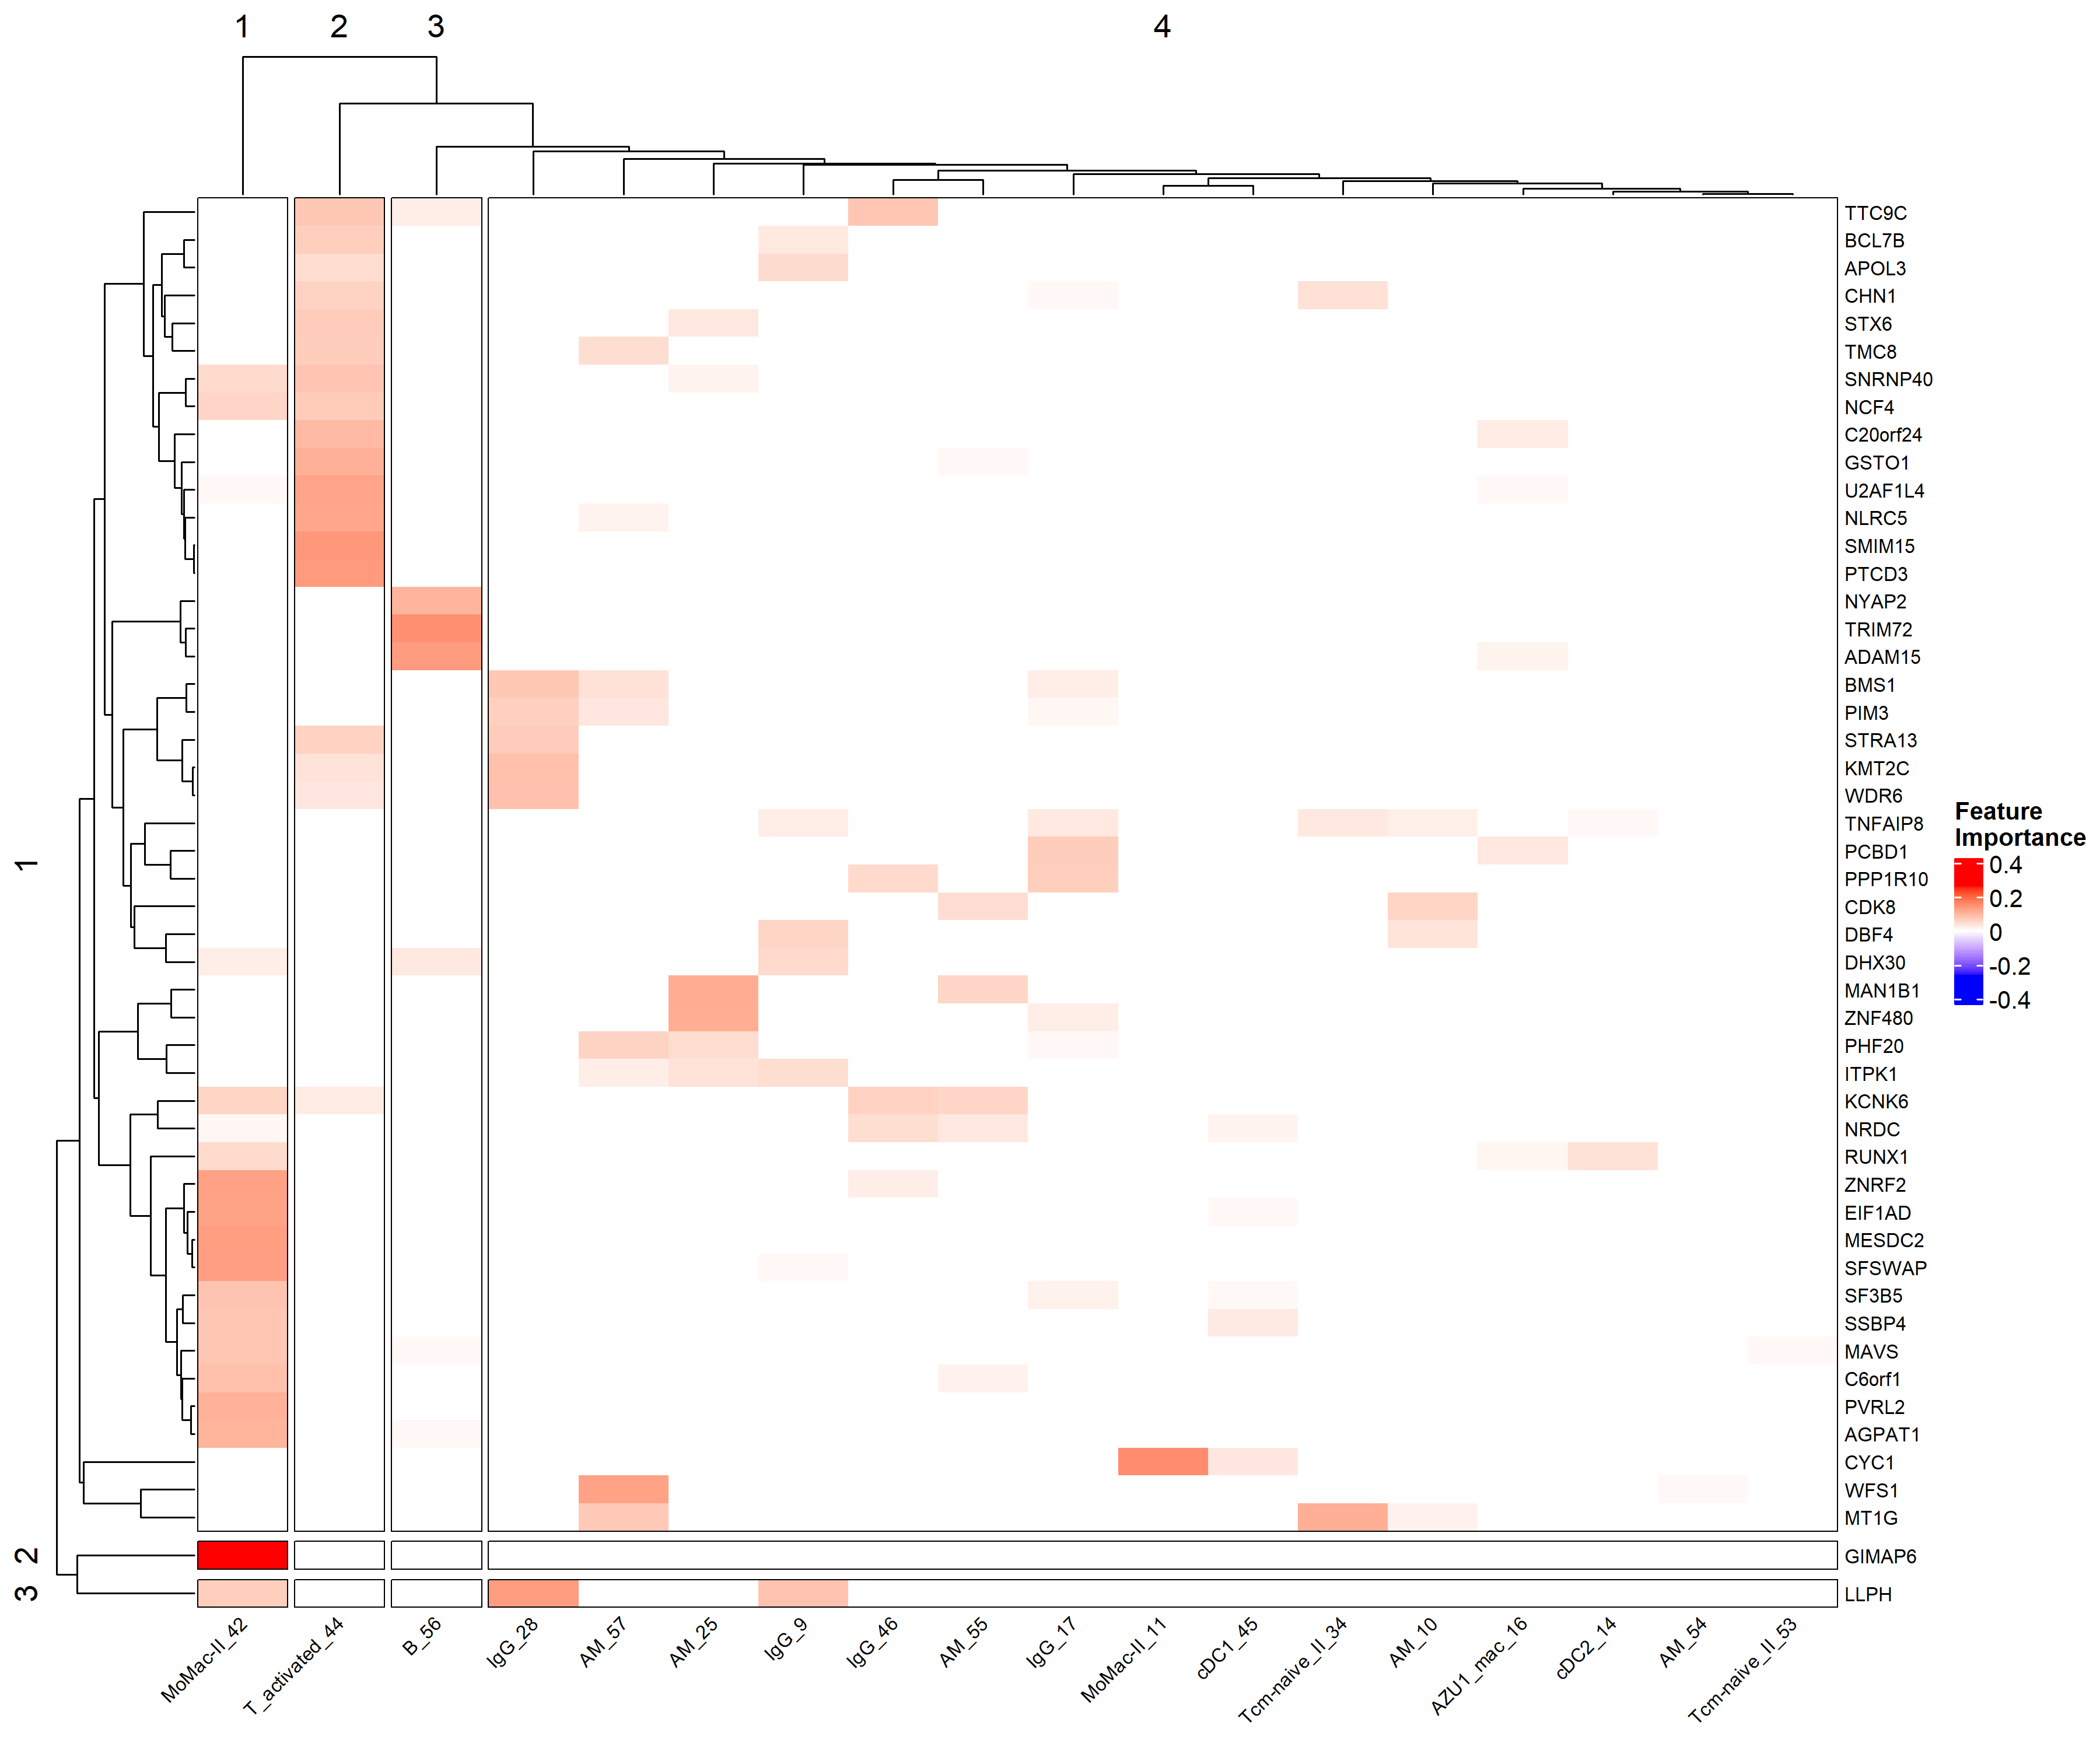 1 2 3 4
TTC9C
BCL7B
APOL3
CHN1
STX6
TMC8
SNRNP40
NCF4
C20orf24
GSTO1
U2AF1L4
NLRC5
SMIM15
PTCD3
NYAP2
TRIM72
ADAM15
BMS1
PIM3
STRA13
KMT2C
WDR6
TNFAIP8
PCBD1
PPP1R10
CDK8
DBF4
DHX30
MAN1B1
ZNF480
PHF20
ITPK1
KCNK6
NRDC
RUNX1
ZNRF2
EIF1AD
MESDC2
SFSWAP
SF3B5
SSBP4
MAVS
C6orf1
PVRL2
AGPAT1
CYC1
WFS1
MT1G
GIMAP6
LLPH
1
2
3
Feature
Importance
0.4
0.2
0
-0.2
-0.4
MoMac-II_42
T_activated_44
B_56
IgG_28
AM_57
AM_25
IgG_9
IgG_46
AM_55
IgG_17
MoMac-II_11
cDC1_45
Tcm-naive_II_34
AM_10
AZU1_mac_16
cDC2_14
AM_54
Tcm-naive_II_53